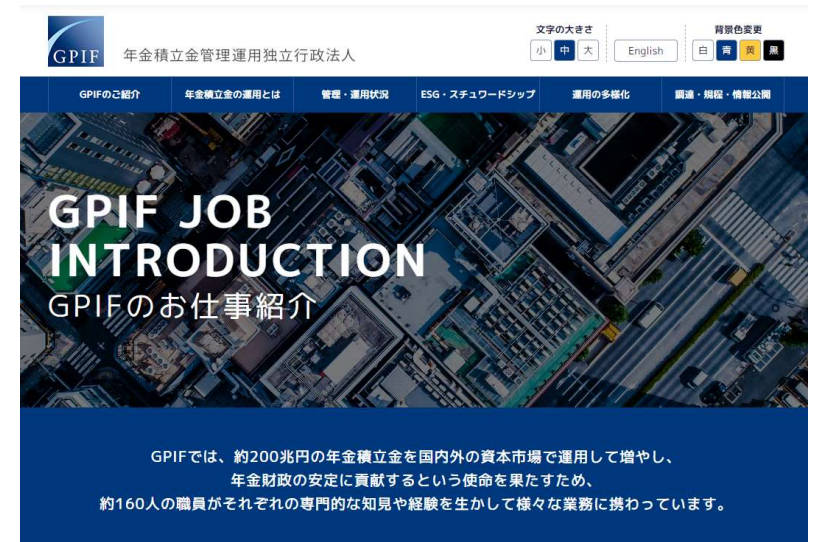 文字の大きさ
背景色変更
GPIF 年金積立金管理運用独立行政法人
小 中 大 English 白 青 黄 黒
GPIFのご紹介 年金積立金の運用とは 管理・運用状況 ESG・スチュワードシップ 運用の多様化 調達・規程・情報公開
GPIF JOB
INTRODUCTION
GPIFのお仕事紹介
GPIFでは、約200兆円の年金積立金を国内外の資本市場で運用して増やし、
年金財政の安定に貢献するという使命を果たすため、
約160人の職員がそれぞれの専門的な知見や経験を生かして様々な業務に携わっています。